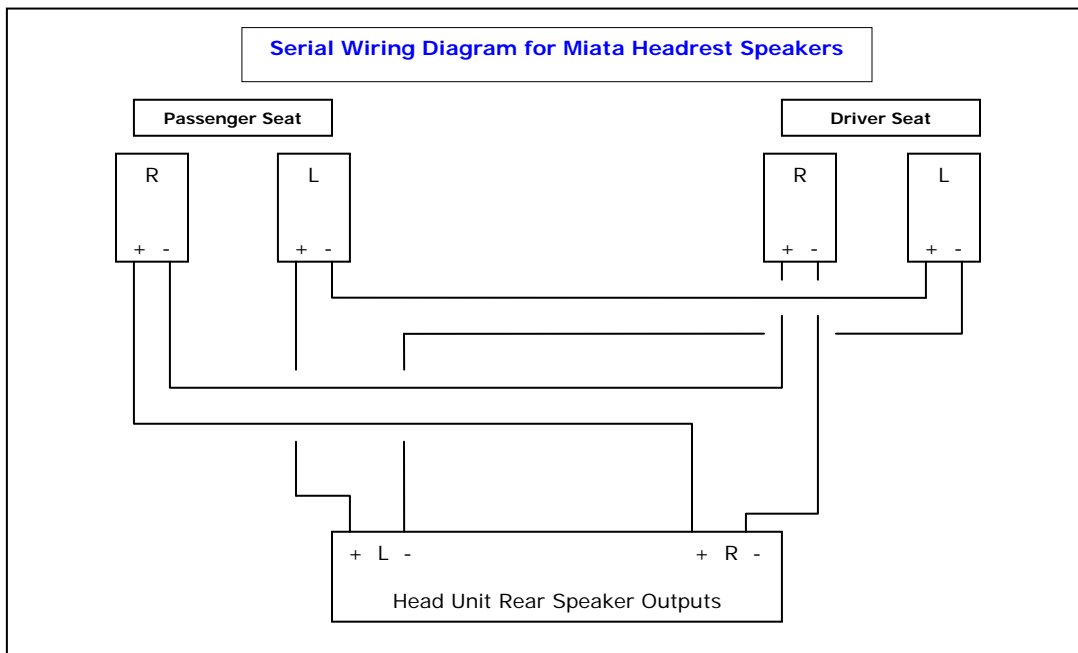 Serial Wiring Diagram for Miata Headrest Speakers
Passenger Seat
Driver Seat
R
L
R
L
+ -
+ -
+ -
+ -
+ L -
+ R -
Head Unit Rear Speaker Outputs